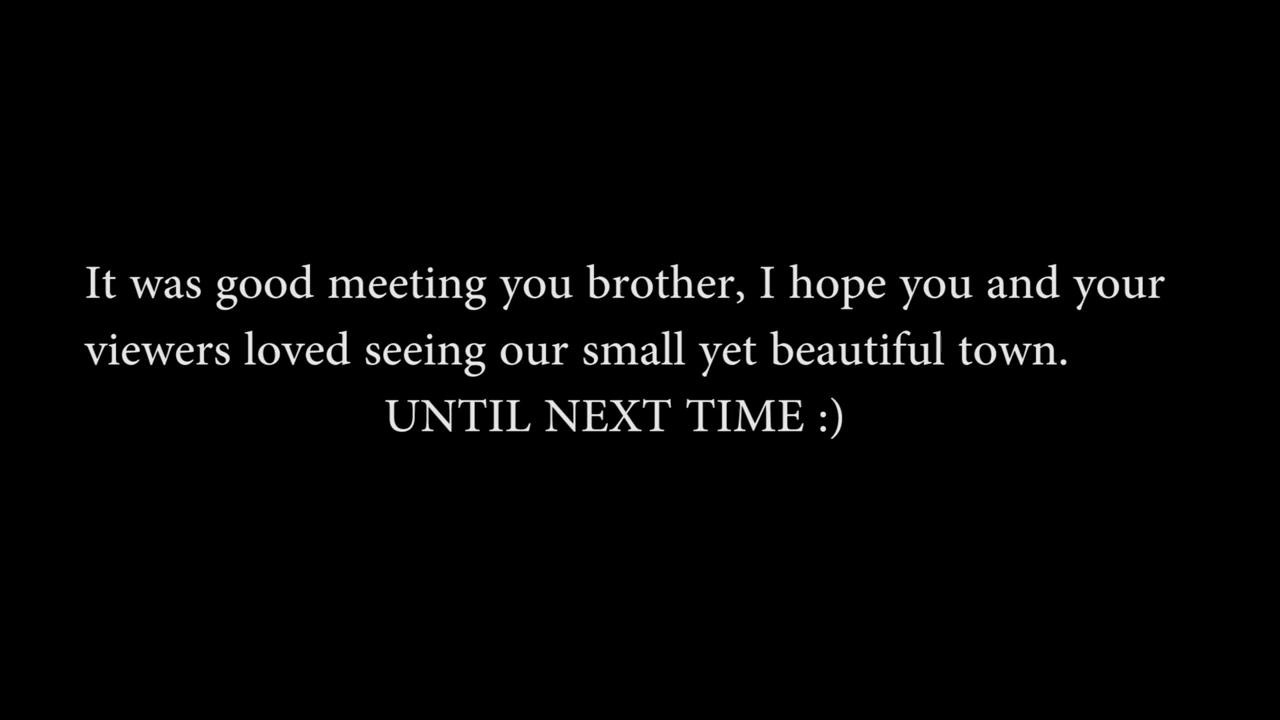 It was good meeting you brother, I hope you and your
viewers loved seeing our small yet beautiful town.
UNTIL NEXT TIME :)